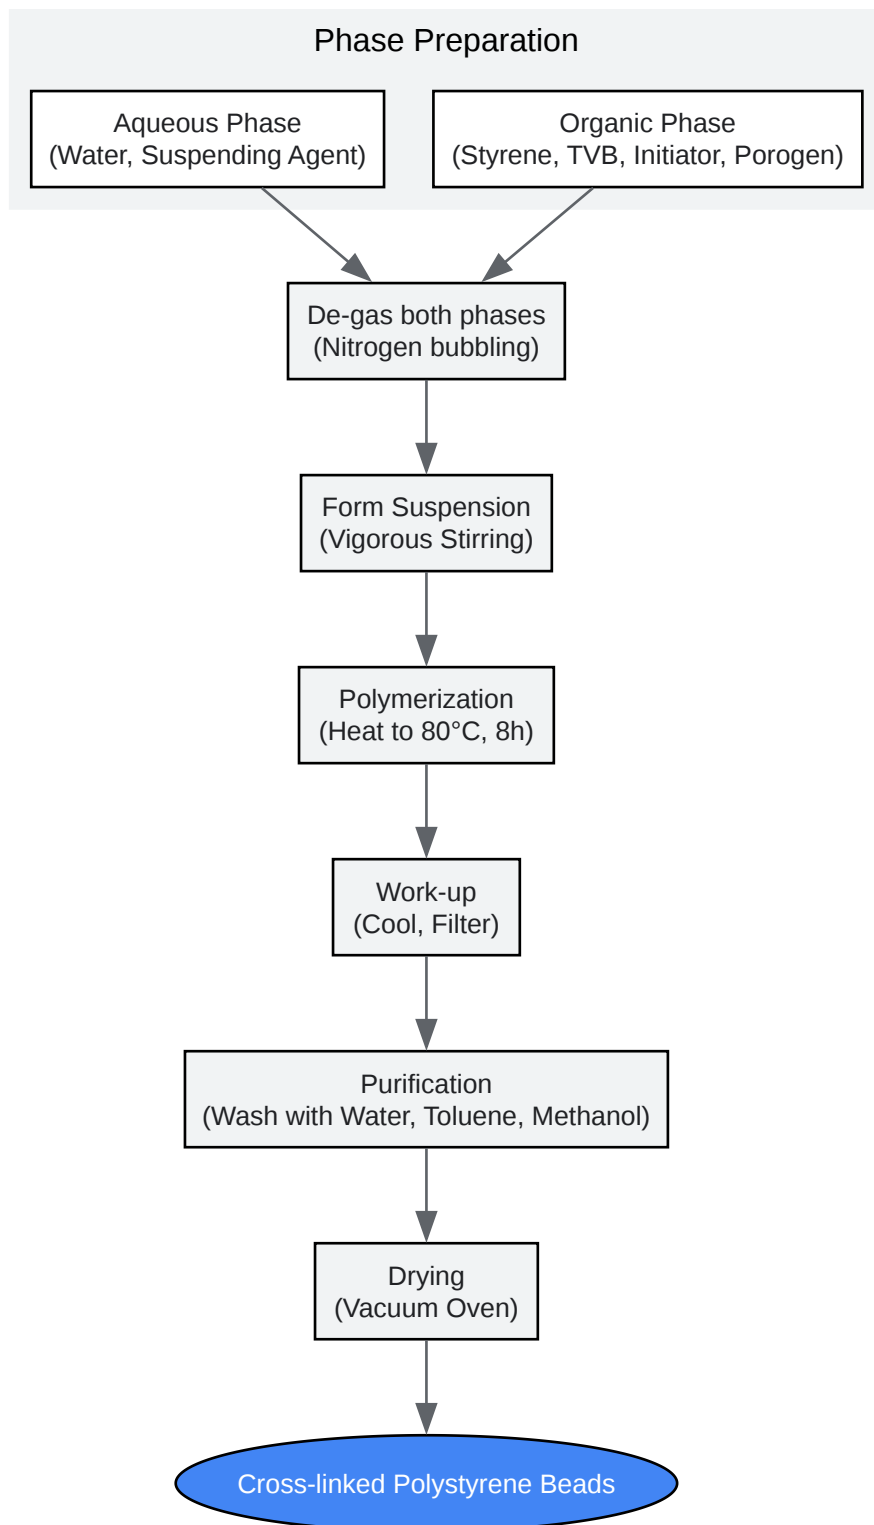 Phase Preparation
Aqueous Phase
(Water, Suspending Agent)
Organic Phase
(Styrene, TVB, Initiator, Porogen)
De-gas both phases
(Nitrogen bubbling)
Form Suspension
(Vigorous Stirring)
Polymerization
(Heat to 80°C, 8h)
Work-up
(Cool, Filter)
Purification
(Wash with Water, Toluene, Methanol)
Drying
(Vacuum Oven)
Cross-linked Polystyrene Beads